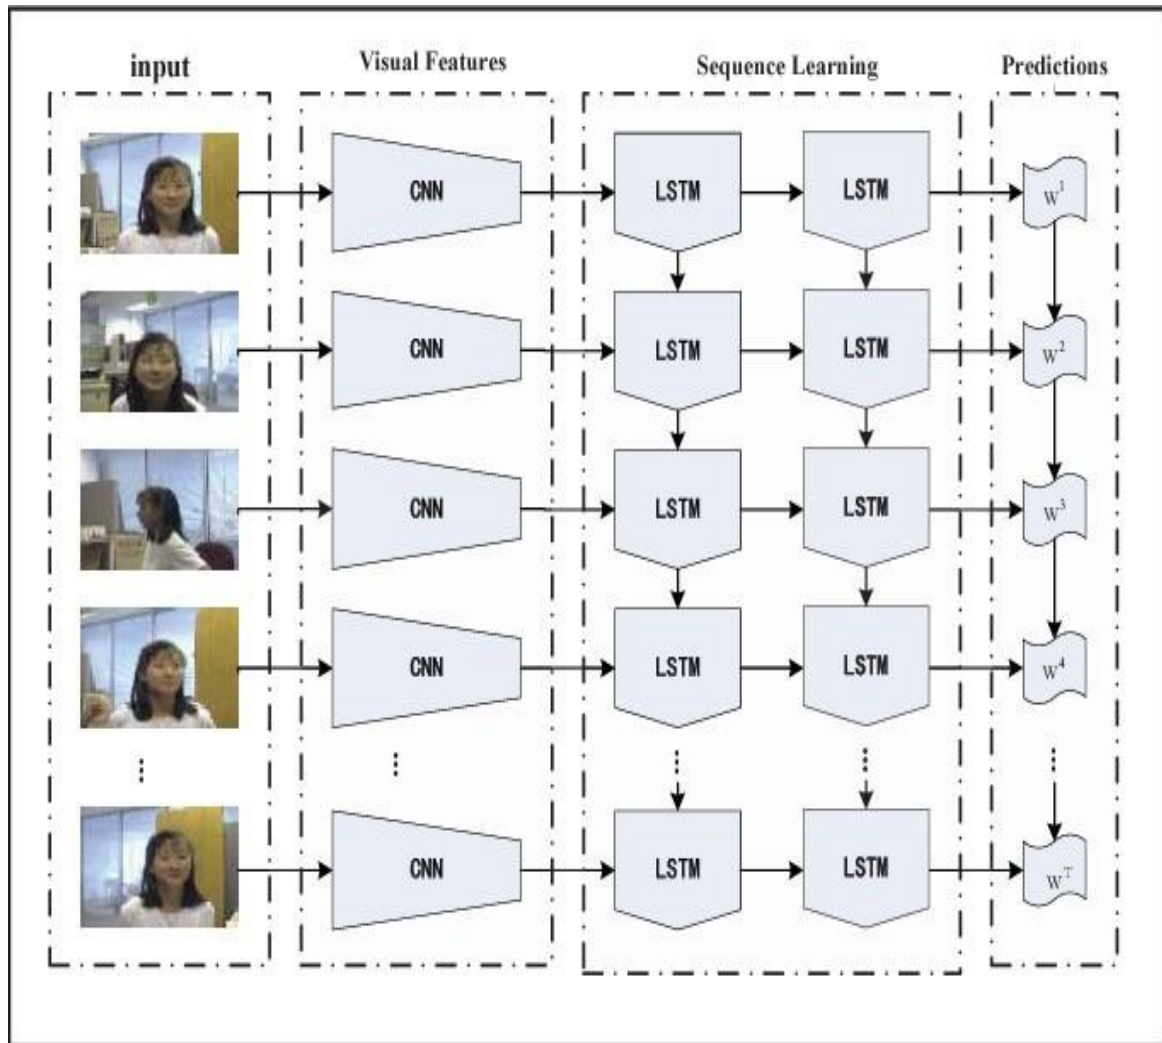 input Visual Features Sequence Learning Predictions
CNN LSTM LSTM W¹
CNN LSTM LSTM W²
CNN LSTM LSTM W³
CNN LSTM LSTM W⁴
... ... ... ... ...
CNN LSTM LSTM Wᵀ